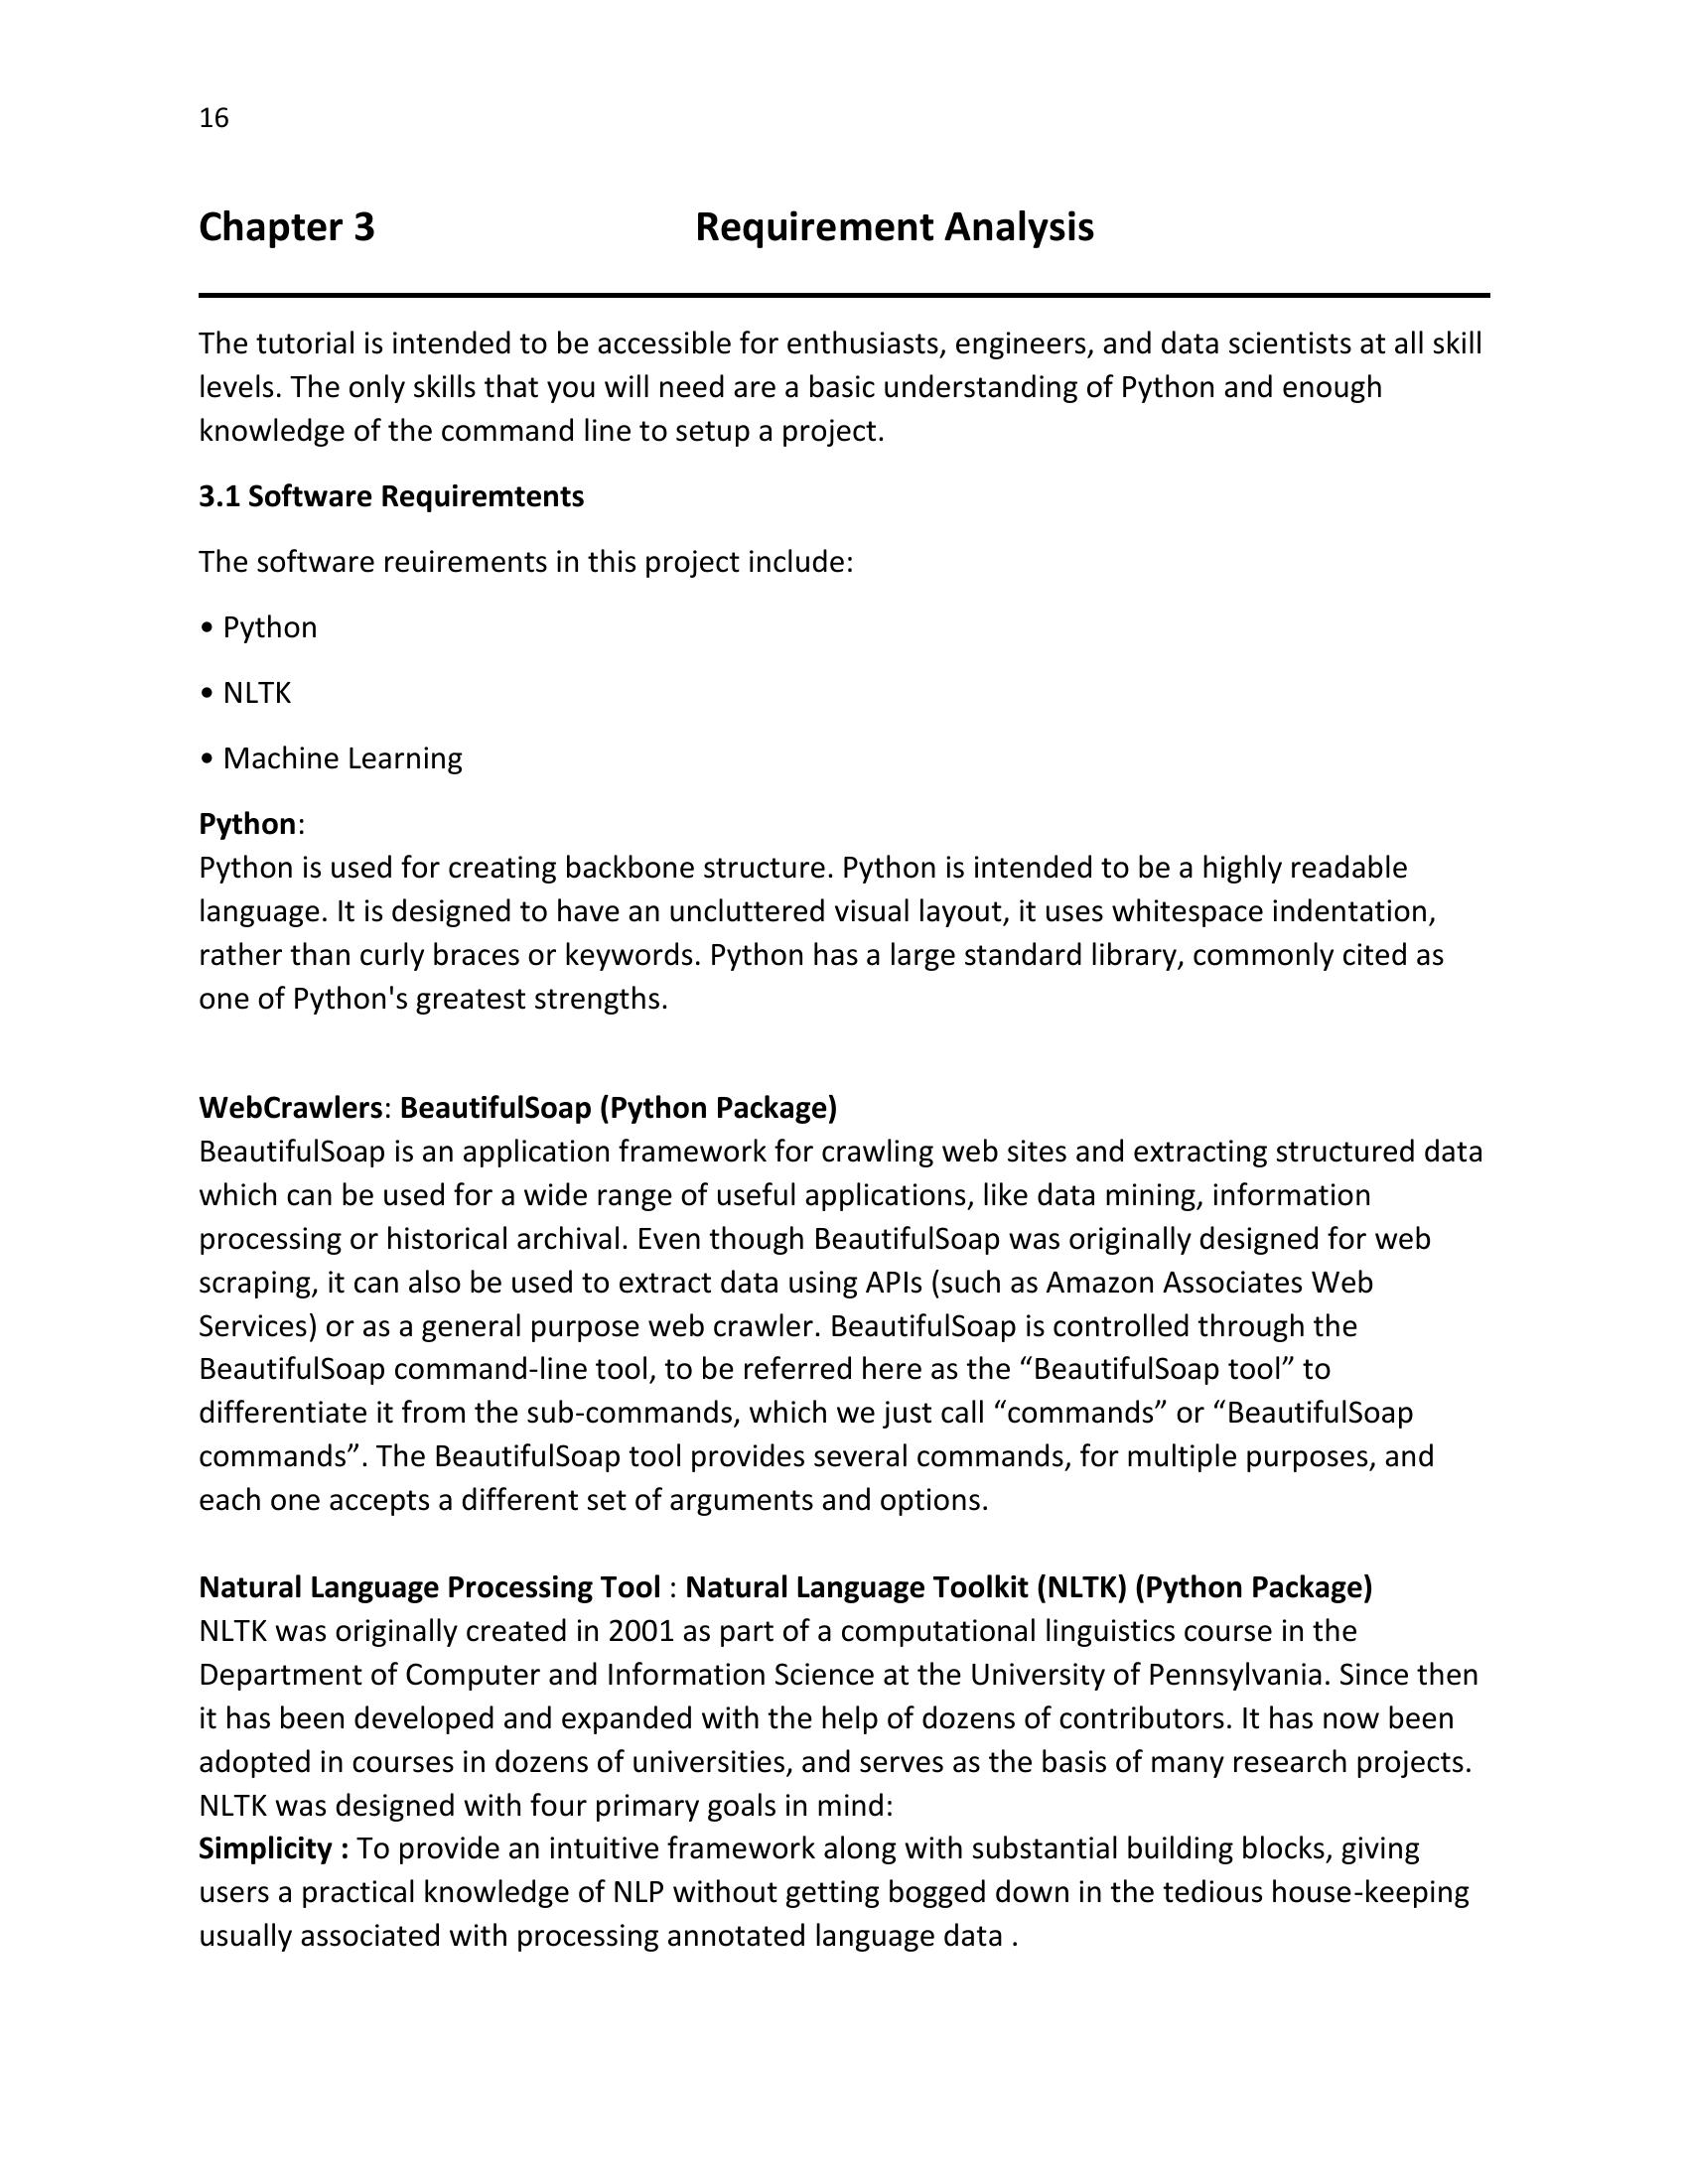 16
Chapter 3 Requirement Analysis
The tutorial is intended to be accessible for enthusiasts, engineers, and data scientists at all skill
levels. The only skills that you will need are a basic understanding of Python and enough
knowledge of the command line to setup a project.
3.1 Software Requiremtents
The software reuirements in this project include:
• Python
• NLTK
• Machine Learning
Python:
Python is used for creating backbone structure. Python is intended to be a highly readable
language. It is designed to have an uncluttered visual layout, it uses whitespace indentation,
rather than curly braces or keywords. Python has a large standard library, commonly cited as
one of Python's greatest strengths.
WebCrawlers: BeautifulSoap (Python Package)
BeautifulSoap is an application framework for crawling web sites and extracting structured data
which can be used for a wide range of useful applications, like data mining, information
processing or historical archival. Even though BeautifulSoap was originally designed for web
scraping, it can also be used to extract data using APIs (such as Amazon Associates Web
Services) or as a general purpose web crawler. BeautifulSoap is controlled through the
BeautifulSoap command-line tool, to be referred here as the “BeautifulSoap tool” to
differentiate it from the sub-commands, which we just call “commands” or “BeautifulSoap
commands”. The BeautifulSoap tool provides several commands, for multiple purposes, and
each one accepts a different set of arguments and options.
Natural Language Processing Tool : Natural Language Toolkit (NLTK) (Python Package)
NLTK was originally created in 2001 as part of a computational linguistics course in the
Department of Computer and Information Science at the University of Pennsylvania. Since then
it has been developed and expanded with the help of dozens of contributors. It has now been
adopted in courses in dozens of universities, and serves as the basis of many research projects.
NLTK was designed with four primary goals in mind:
Simplicity : To provide an intuitive framework along with substantial building blocks, giving
users a practical knowledge of NLP without getting bogged down in the tedious house-keeping
usually associated with processing annotated language data .